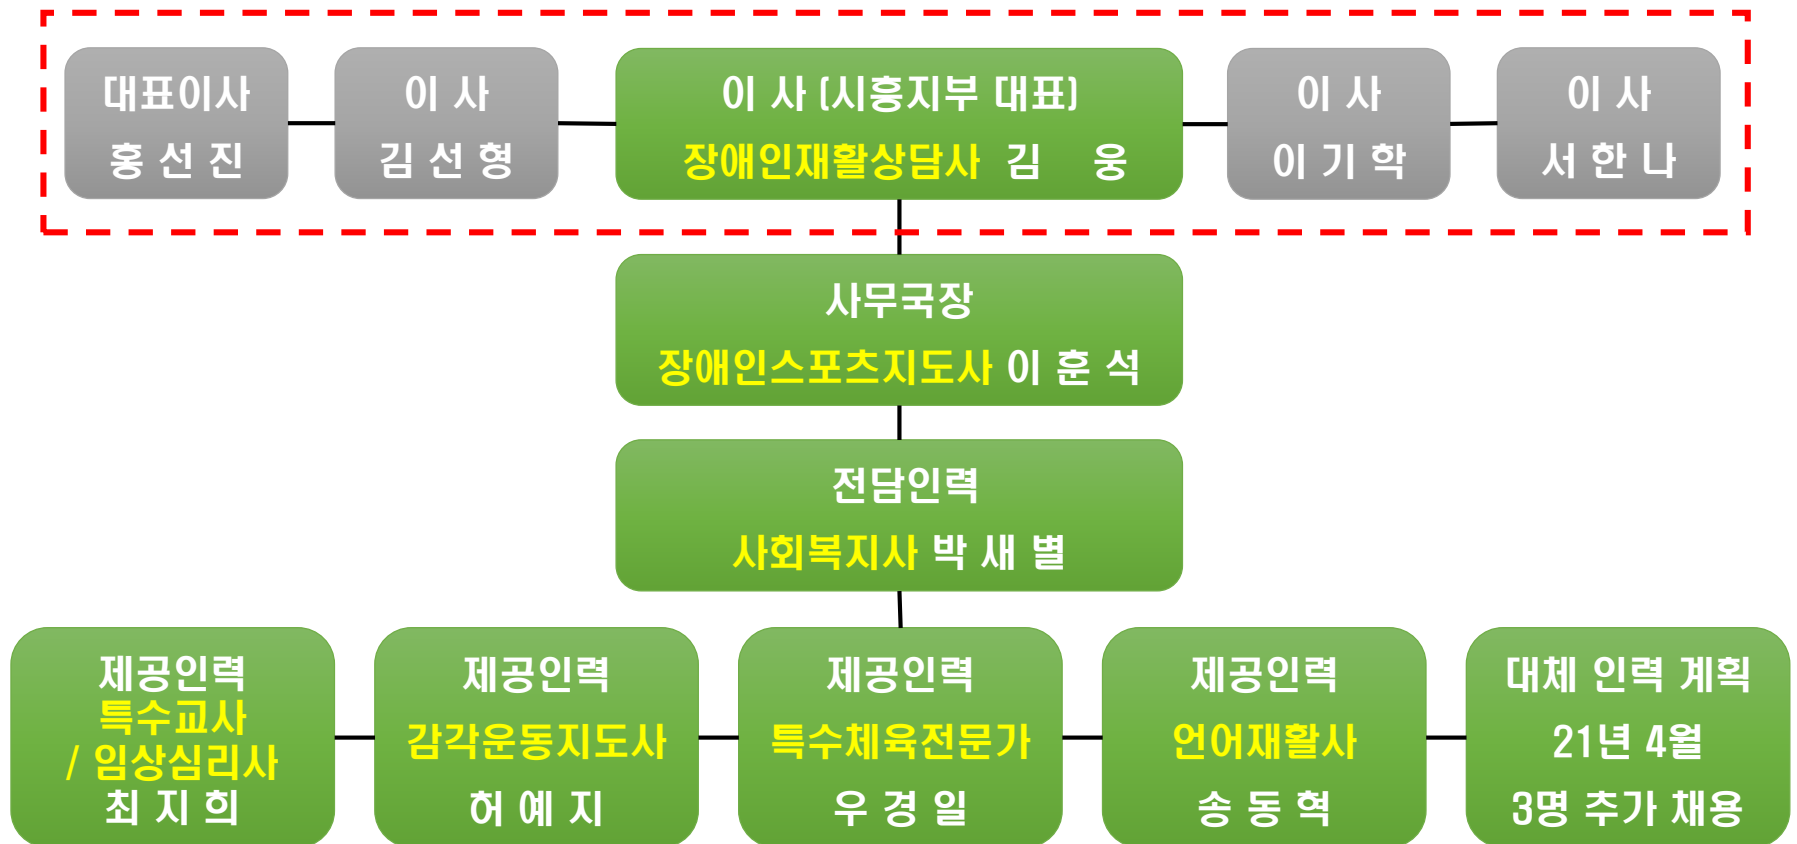 대표이사
홍 선 진
이 사
김 선 형
이 사 (시흥지부 대표)
장애인재활상담사 김 웅
이 사
이 기 학
이 사
서 한 나
사무국장
장애인스포츠지도사 이 훈 석
전담인력
사회복지사 박 새 별
제공인력
특수교사
/ 임상심리사
최 지 희
제공인력
감각운동지도사
허 예 지
제공인력
특수체육전문가
우 경 일
제공인력
언어재활사
송 동 혁
대체 인력 계획
21년 4월
3명 추가 채용